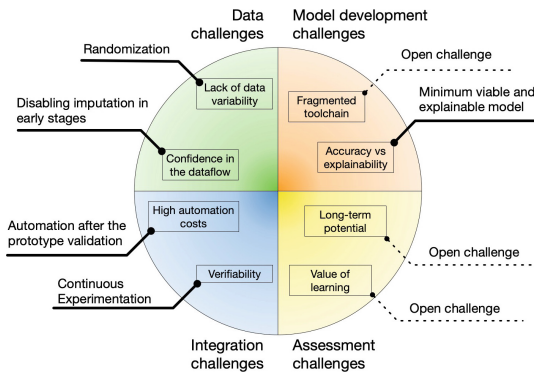 Data
challenges
Model development
challenges
Randomization
Open challenge
Lack of data
variability
Fragmented
toolchain
Minimum viable and
explainable model
Disabling imputation in
early stages
Accuracy vs
explainability
Confidence in
the dataflow
High automation
costs
Long-term
potential
Automation after the
prototype validation
Open challenge
Verifiability
Value of
learning
Continuous
Experimentation
Open challenge
Integration
challenges
Assessment
challenges